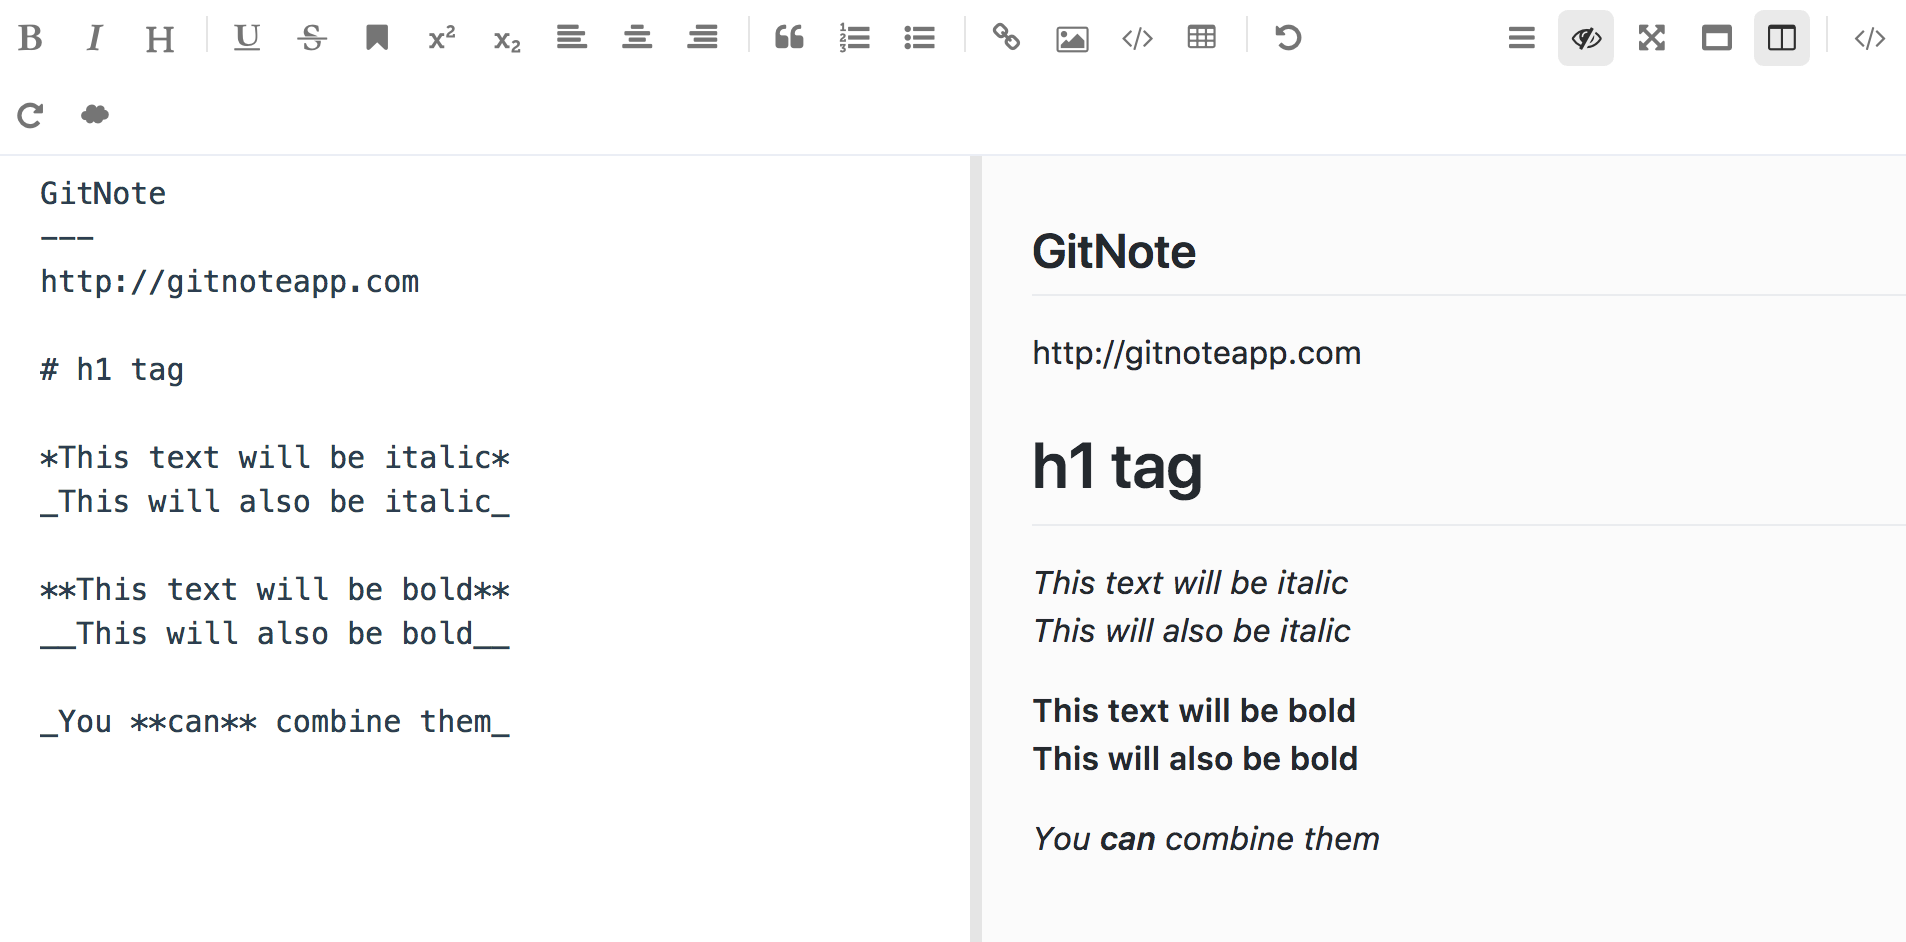 B I H U S x² x₂
GitNote
---
http://gitnoteapp.com
# h1 tag
*This text will be italic*
_This will also be italic_
**This text will be bold**
__This will also be bold__
_You **can** combine them_
GitNote
http://gitnoteapp.com
h1 tag
This text will be italic
This will also be italic
This text will be bold
This will also be bold
You can combine them